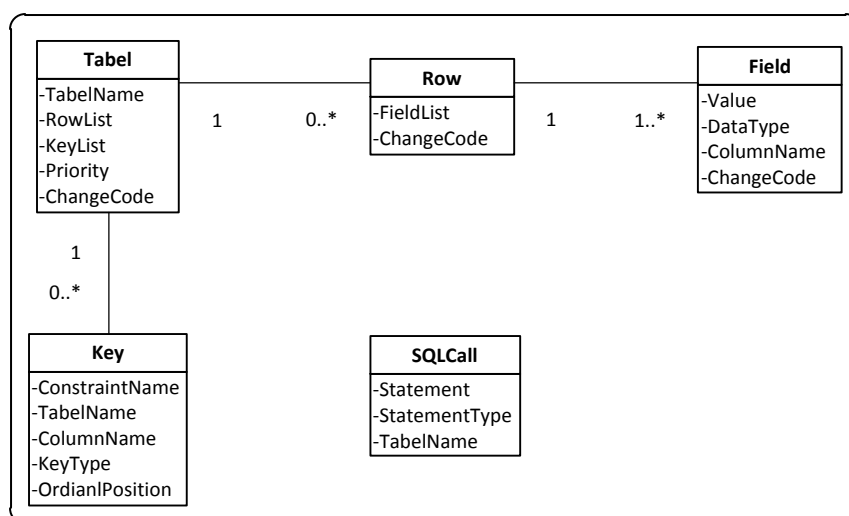 Tabel
-TabelName
-RowList
-KeyList
-Priority
-ChangeCode
1
0..*
Row
-FieldList
-ChangeCode
1
1..*
Field
-Value
-DataType
-ColumnName
-ChangeCode
1
0..*
Key
-ConstraintName
-TabelName
-ColumnName
-KeyType
-OrdianlPosition
SQLCall
-Statement
-StatementType
-TabelName